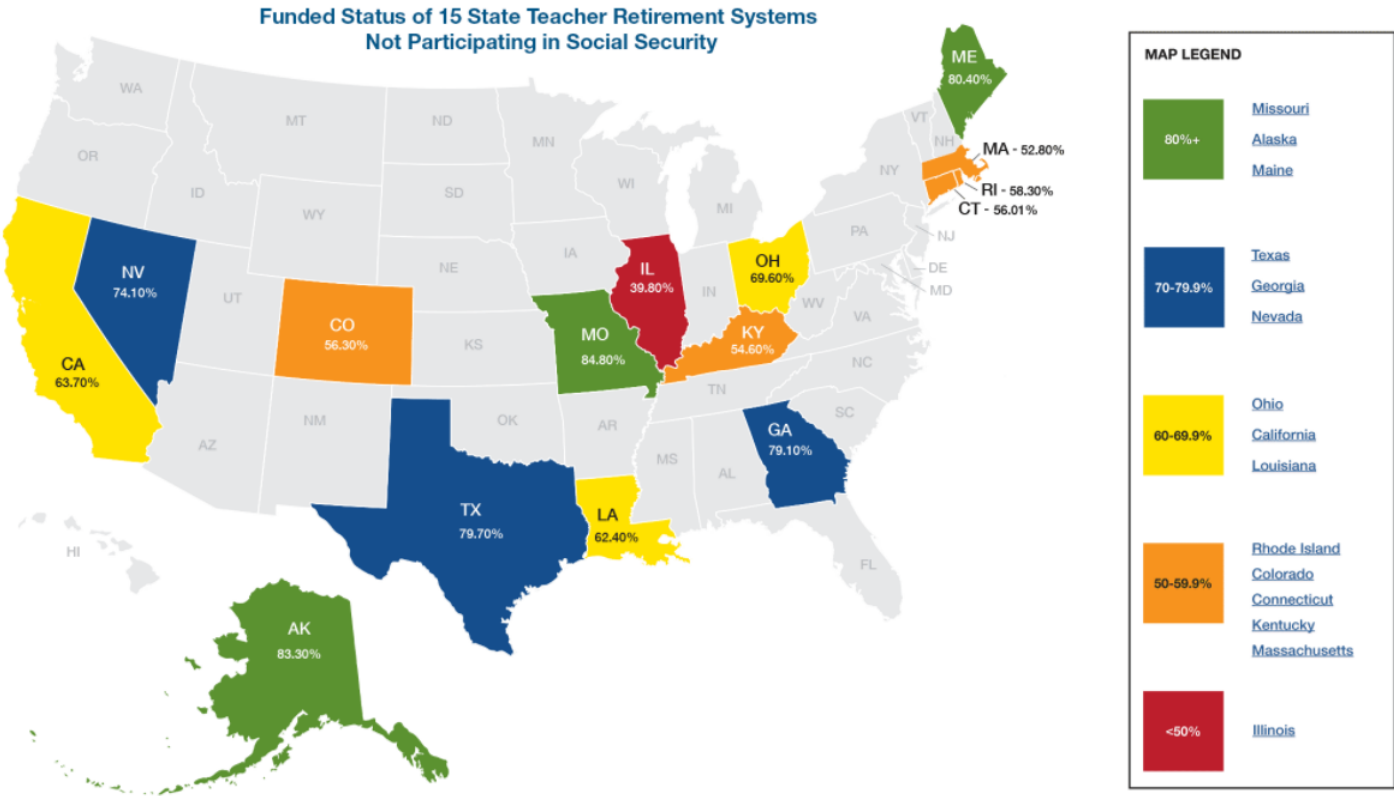 Funded Status of 15 State Teacher Retirement Systems
Not Participating in Social Security
WA
OR
MT
ID
WY
ND
SD
MN
WI
MI
NY
VT
NH
ME
80.40%
MA - 52.80%
RI - 58.30%
CT - 56.01%
NJ
DE
MD
PA
NV
74.10%
UT
CO
56.30%
NE
KS
IA
MO
84.80%
IL
39.80%
IN
OH
69.60%
KY
54.60%
WV
VA
NC
TN
SC
CA
63.70%
AZ
NM
OK
AR
TX
79.70%
LA
62.40%
MS
AL
GA
79.10%
FL
HI
AK
83.30%
MAP LEGEND
80%+
Missouri
Alaska
Maine
70-79.9%
Texas
Georgia
Nevada
60-69.9%
Ohio
California
Louisiana
50-59.9%
Rhode Island
Colorado
Connecticut
Kentucky
Massachusetts
<50%
Illinois